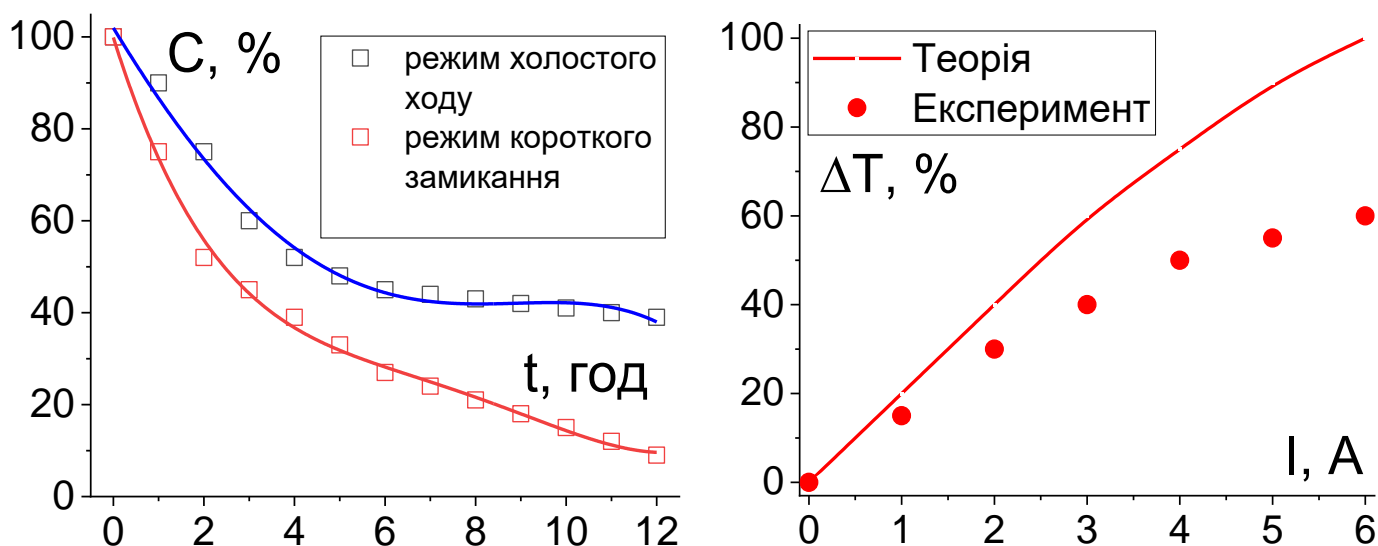 C, %
режим холостого
ходу
режим короткого
замикання
t, год
100
80
60
40
20
0
0 2 4 6 8 10 12
Теорія
Експеримент
ΔT, %
I, A
100
80
60
40
20
0
0 1 2 3 4 5 6